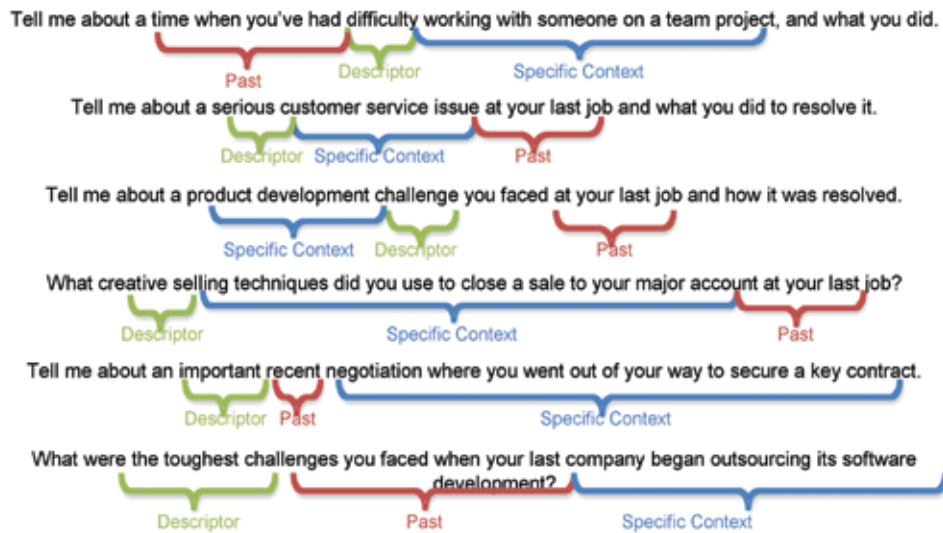 Tell me about a time when you've had difficulty working with someone on a team project, and what you did.
Past Descriptor Specific Context
Tell me about a serious customer service issue at your last job and what you did to resolve it.
Descriptor Specific Context Past
Tell me about a product development challenge you faced at your last job and how it was resolved.
Specific Context Descriptor Past
What creative selling techniques did you use to close a sale to your major account at your last job?
Descriptor Specific Context Past
Tell me about an important recent negotiation where you went out of your way to secure a key contract.
Descriptor Past Specific Context
What were the toughest challenges you faced when your last company began outsourcing its software
development?
Descriptor Past Specific Context